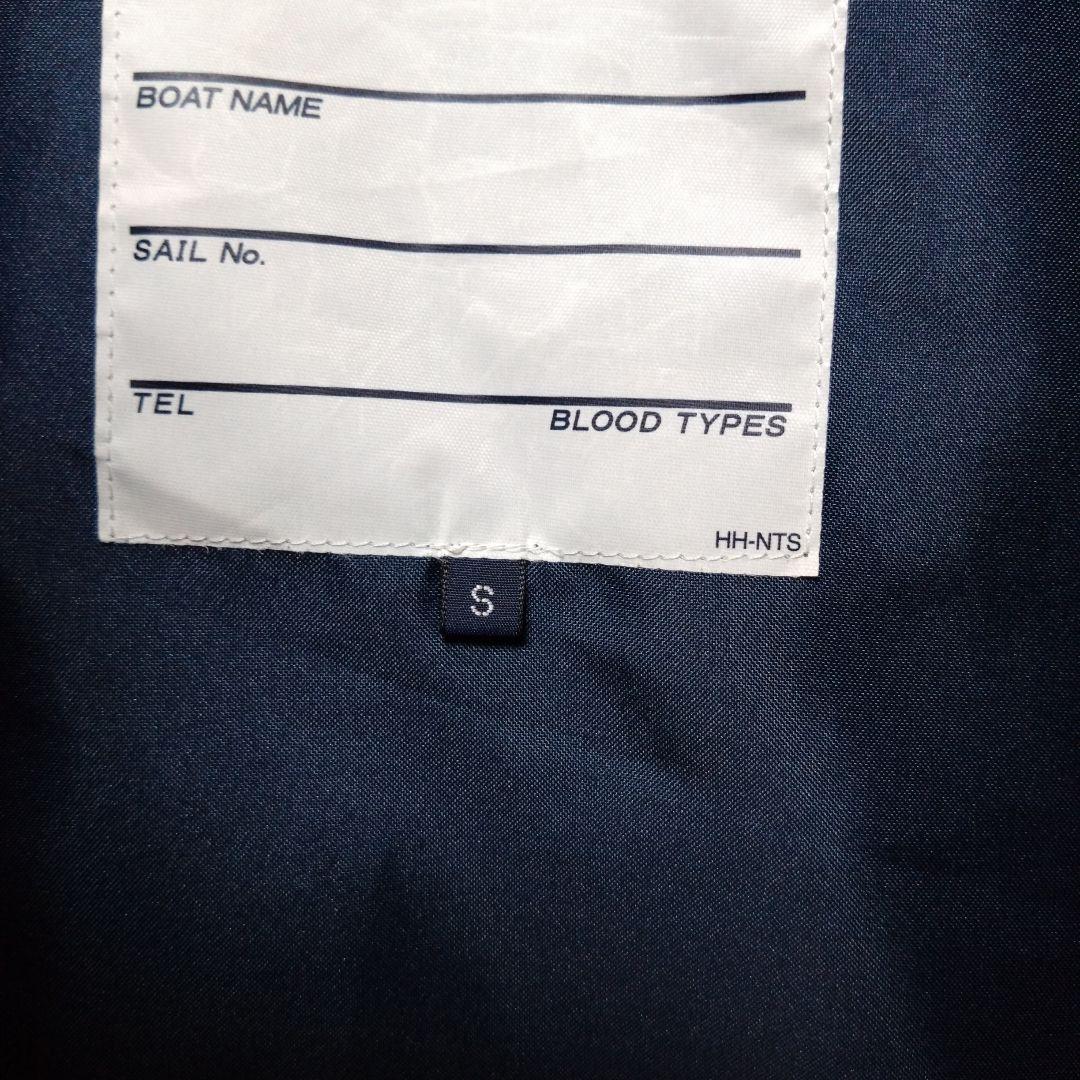 BOAT NAME
SAIL No.
TEL
BLOOD TYPES
HH-NTS
S